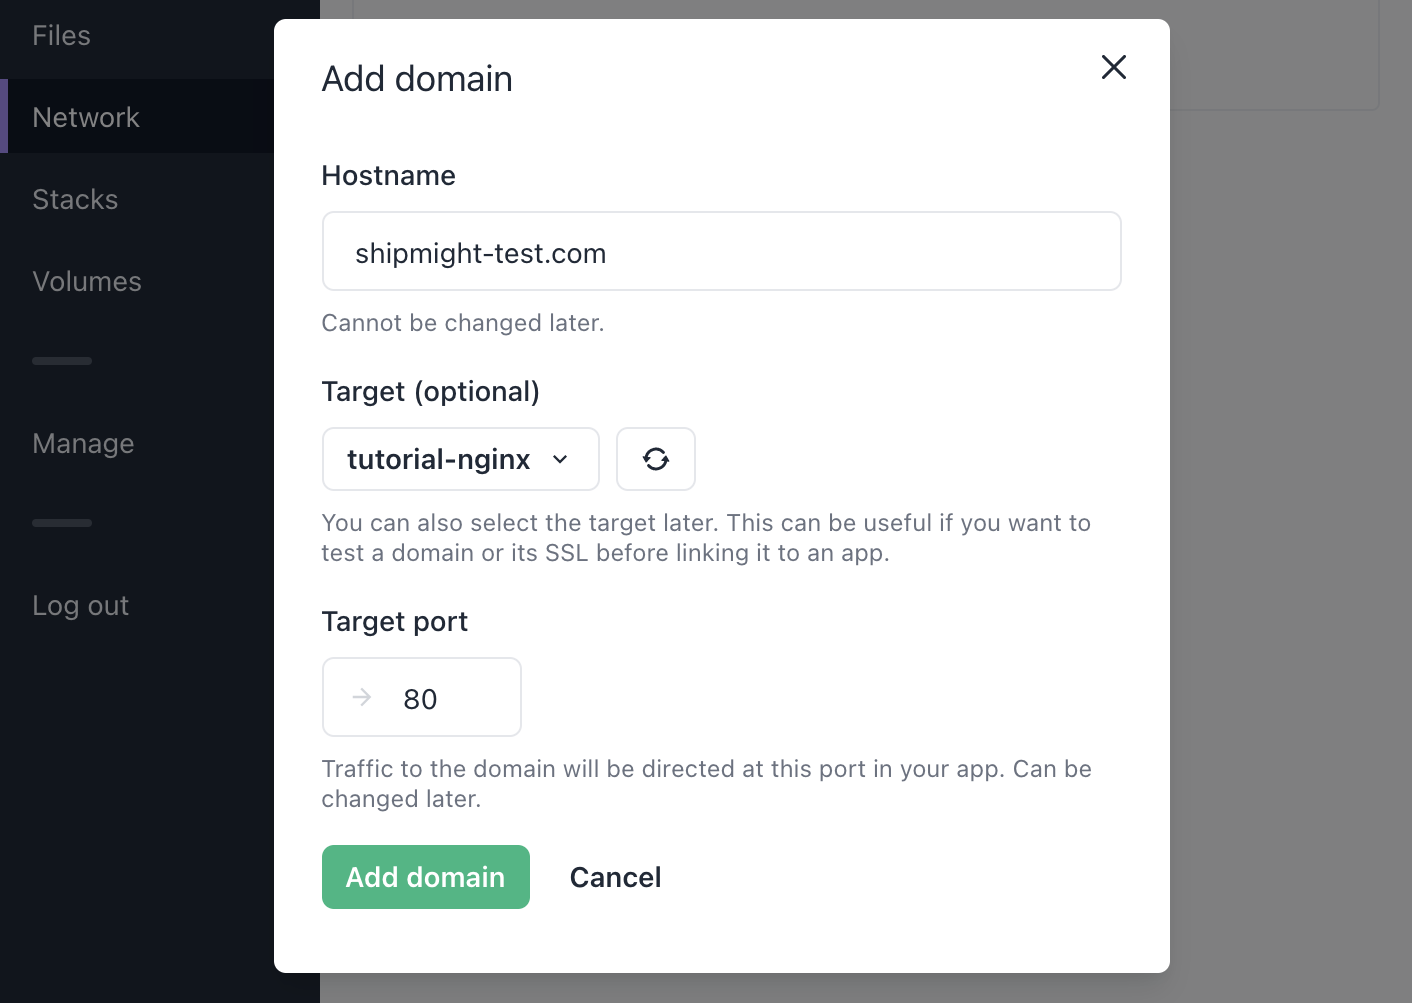 Files
Network
Stacks
Volumes
Manage
Log out
Add domain
Hostname
shipmight-test.com
Cannot be changed later.
Target (optional)
tutorial-nginx
You can also select the target later. This can be useful if you want to
test a domain or its SSL before linking it to an app.
Target port
80
Traffic to the domain will be directed at this port in your app. Can be
changed later.
Add domain
Cancel